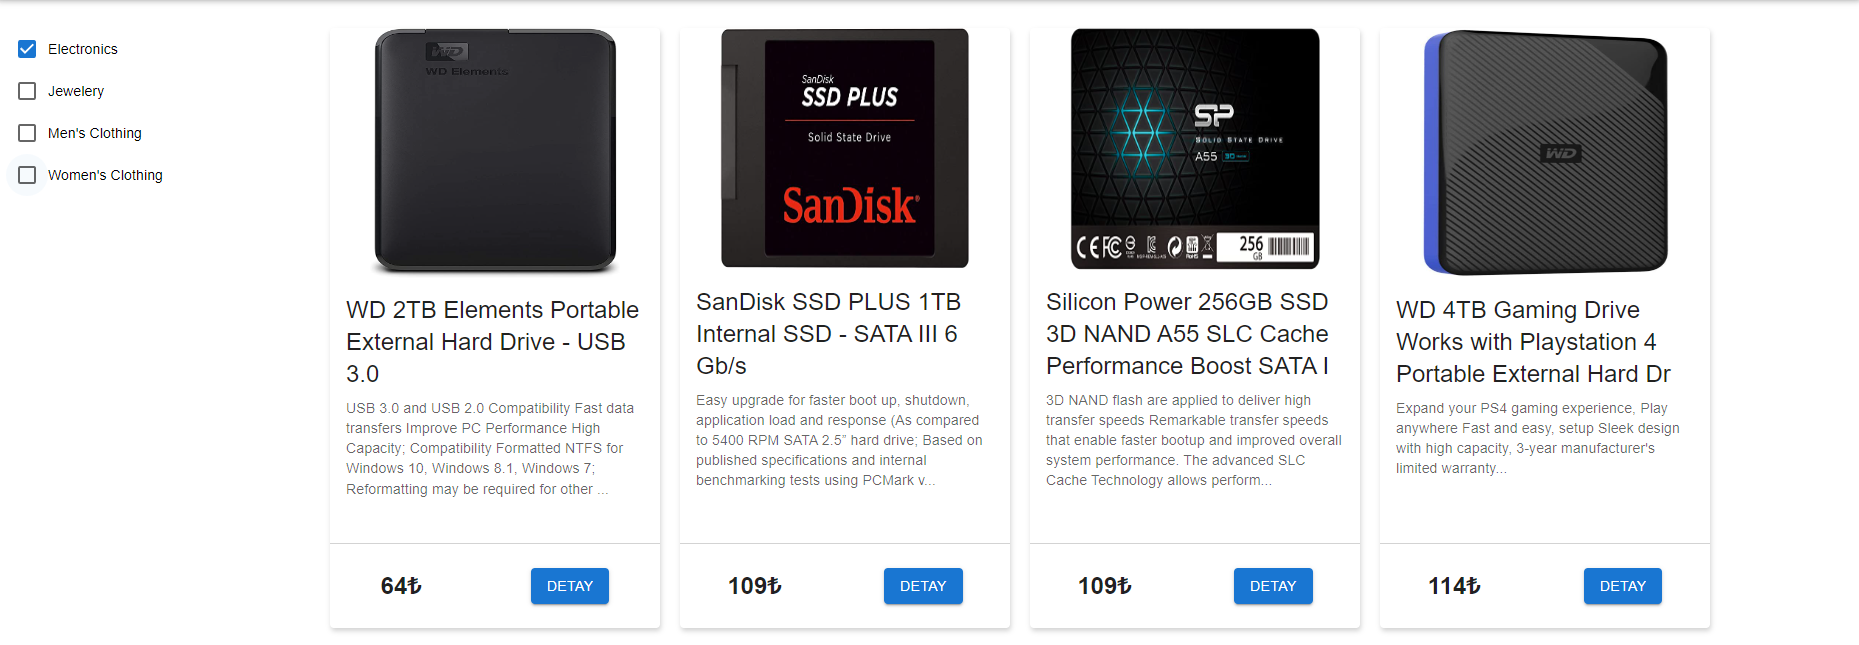 Electronics
Jewelery
Men's Clothing
Women's Clothing
WD
WD Elements
WD 2TB Elements Portable
External Hard Drive - USB
3.0
USB 3.0 and USB 2.0 Compatibility Fast data
transfers Improve PC Performance High
Capacity; Compatibility Formatted NTFS for
Windows 10, Windows 8.1, Windows 7;
Reformatting may be required for other ...
64₺
DETAY
SanDisk
SSD PLUS
Solid State Drive
SanDisk®
SanDisk SSD PLUS 1TB
Internal SSD - SATA III 6
Gb/s
Easy upgrade for faster boot up, shutdown,
application load and response (As compared
to 5400 RPM SATA 2.5” hard drive; Based on
published specifications and internal
benchmarking tests using PCMark v...
109₺
DETAY
SP
SOLID STATE DRIVE
A55
CE FC
RoHS
256
GB
Silicon Power 256GB SSD
3D NAND A55 SLC Cache
Performance Boost SATA I
3D NAND flash are applied to deliver high
transfer speeds Remarkable transfer speeds
that enable faster bootup and improved overall
system performance. The advanced SLC
Cache Technology allows perform...
109₺
DETAY
WD
WD 4TB Gaming Drive
Works with Playstation 4
Portable External Hard Dr
Expand your PS4 gaming experience, Play
anywhere Fast and easy, setup Sleek design
with high capacity, 3-year manufacturer's
limited warranty...
114₺
DETAY